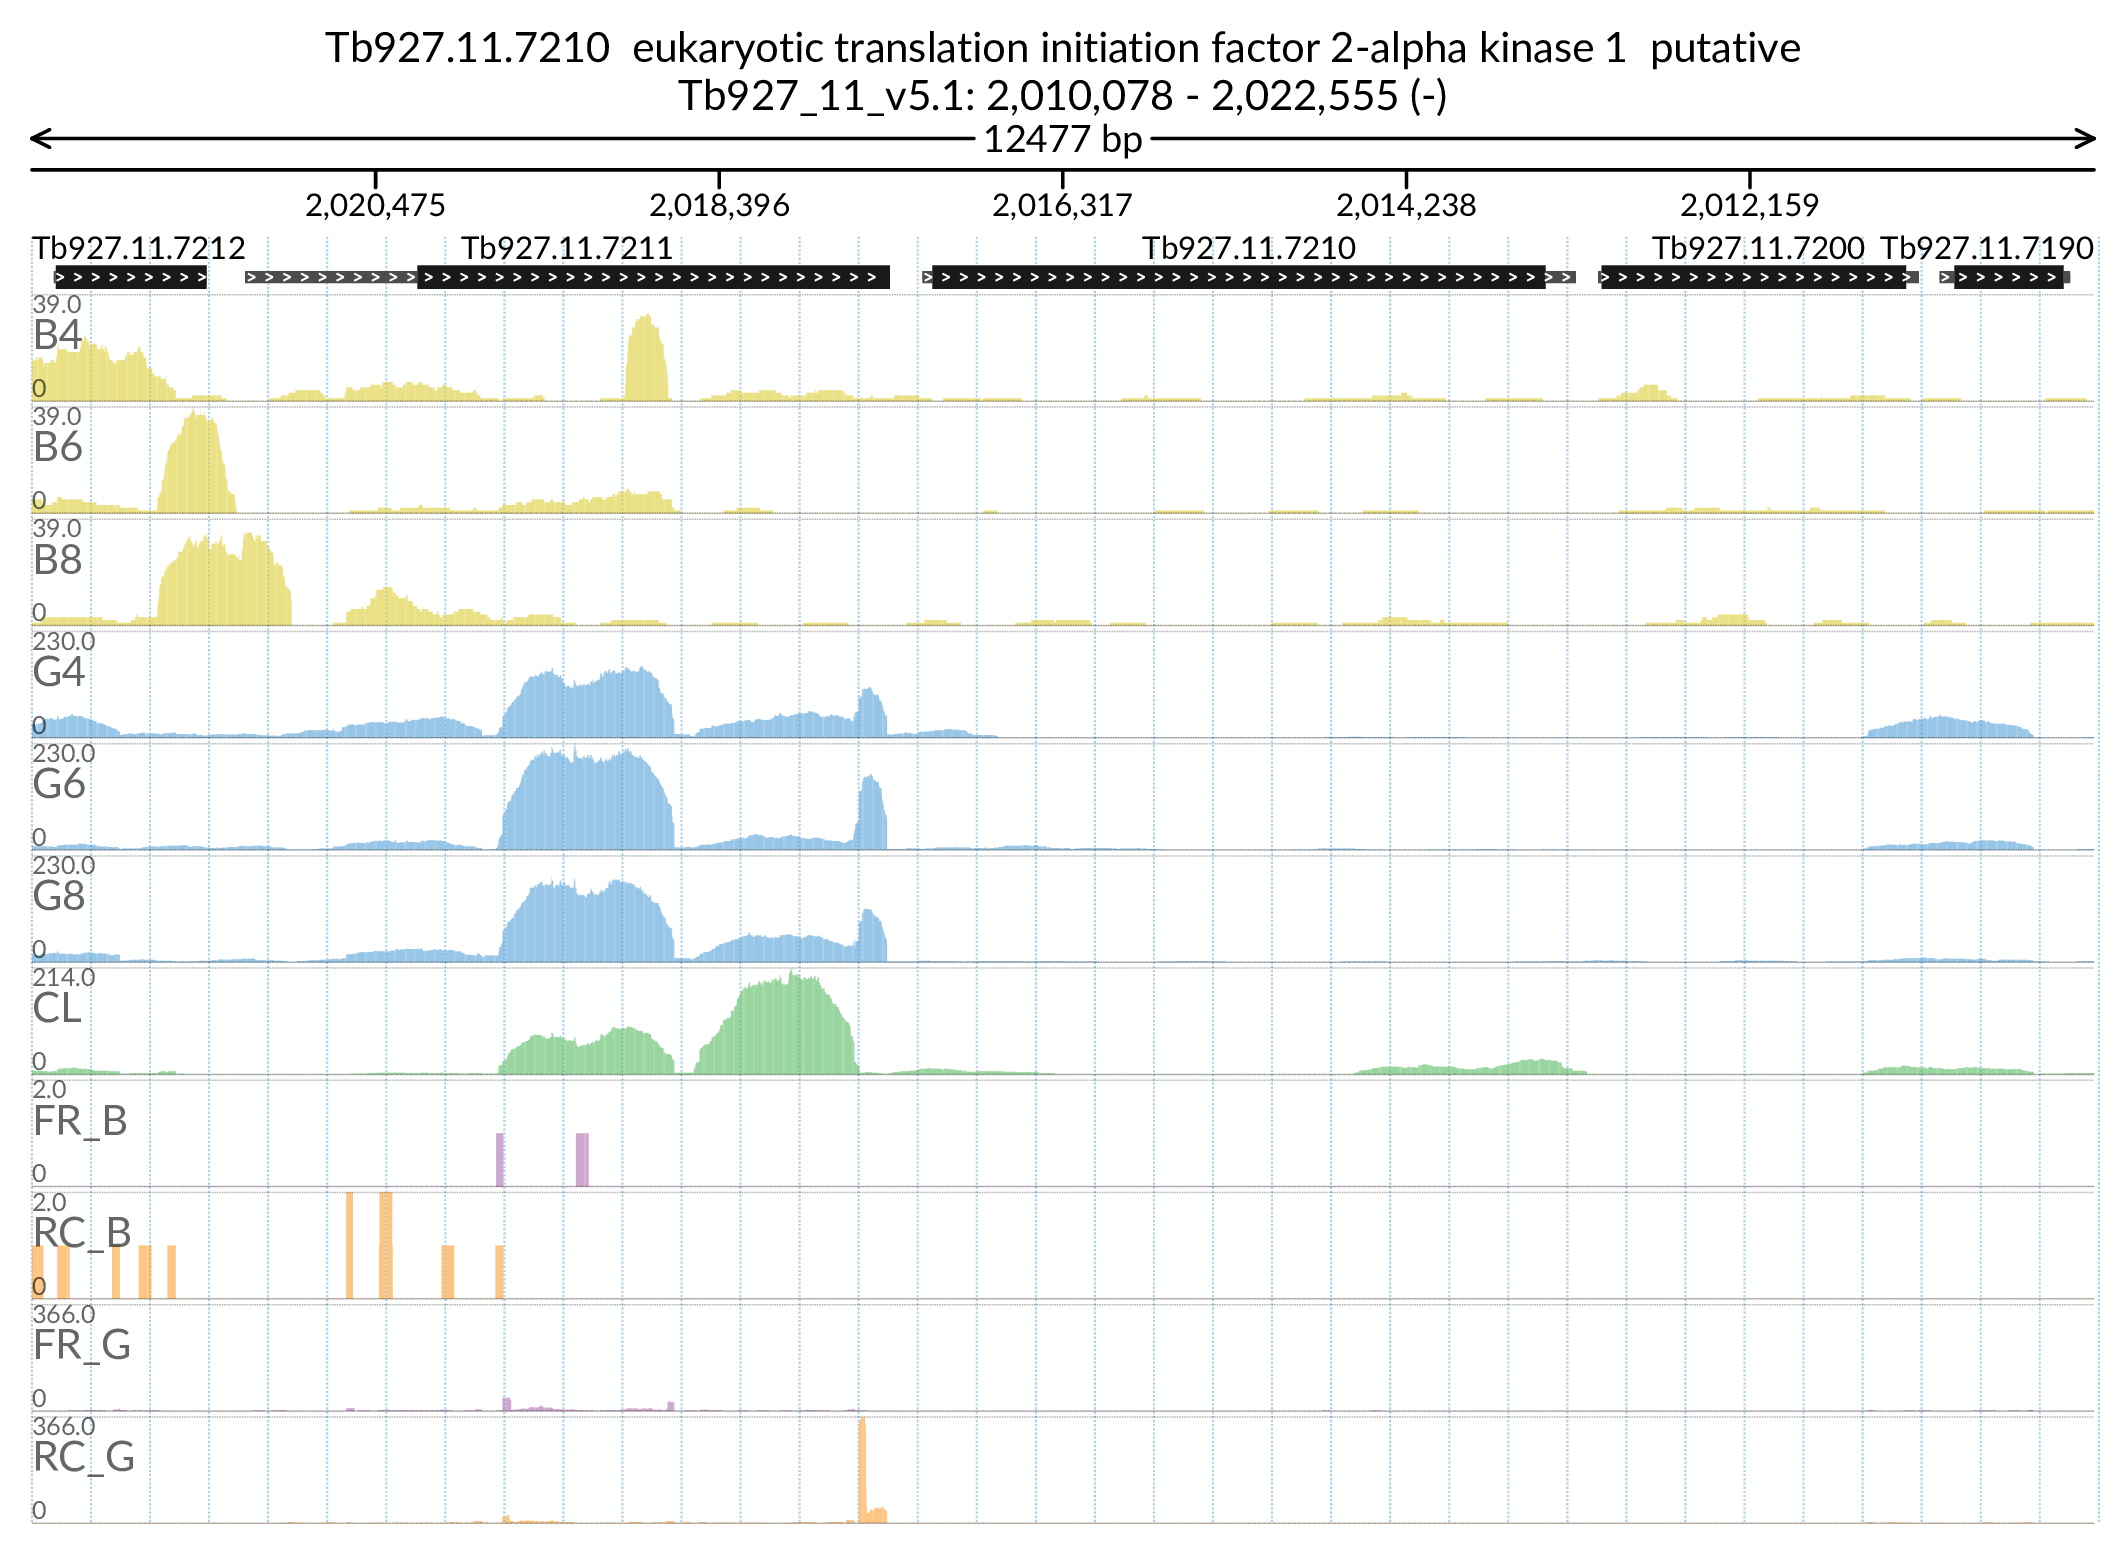 Tb927.11.7210  eukaryotic translation initiation factor 2-alpha kinase 1  putative
Tb927_11_v5.1: 2,010,078 - 2,022,555 (-)
12477 bp
2,020,475 2,018,396 2,016,317 2,014,238 2,012,159
Tb927.11.7212 Tb927.11.7211 Tb927.11.7210 Tb927.11.7200 Tb927.11.7190
39.0
B4
0
39.0
B6
0
39.0
B8
0
230.0
G4
0
230.0
G6
0
230.0
G8
0
214.0
CL
0
2.0
FR_B
0
2.0
RC_B
0
366.0
FR_G
0
366.0
RC_G
0